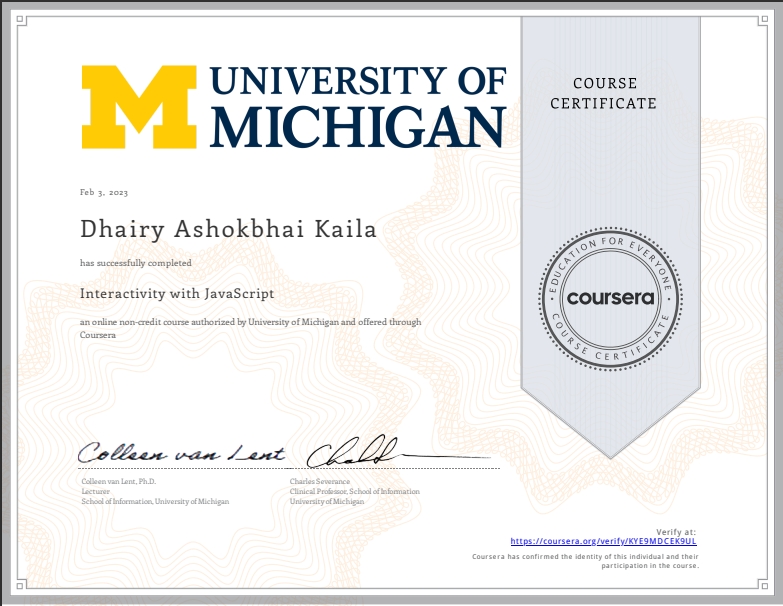 UNIVERSITY OF
MICHIGAN
COURSE
CERTIFICATE
Feb 3, 2023
Dhairy Ashokbhai Kaila
has successfully completed
Interactivity with JavaScript
an online non-credit course authorized by University of Michigan and offered through
Coursera
EDUCATION FOR EVERYONE
coursera
COURSE CERTIFICATE
Colleen van Lent
Colleen van Lent, Ph.D.
Lecturer
School of Information, University of Michigan
Charles Severance
Clinical Professor, School of Information
University of Michigan
Verify at:
https://coursera.org/verify/KYE9MDCEK9UL
Coursera has confirmed the identity of this individual and their
participation in the course.